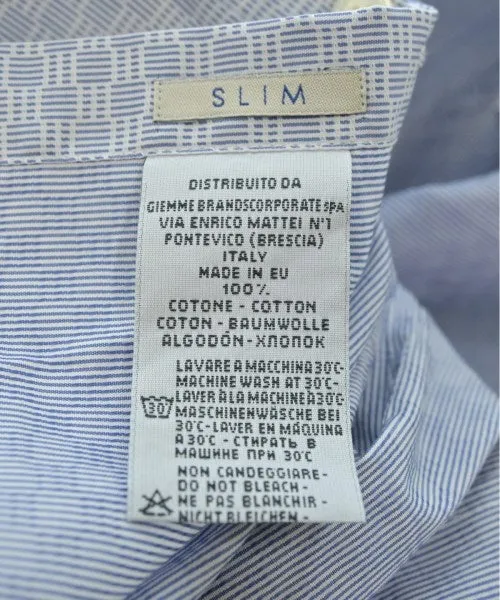 SLIM
DISTRIBUITO DA
GIEMME BRANDSCORPORATE SPA
VIA ENRICO MATTEI N°1
PONTEVICO (BRESCIA)
ITALY
MADE IN EU
100%
COTONE - COTTON
COTON - BAUMWOLLE
ALGODÓN-ХЛОПОК
LAVARE A MACCHINA 30°C-
MACHINE WASH AT 30°C-
LAVER À LA MACHINE À 30°C
MASCHINENWÄSCHE BEI
30 30°C-LAVER EN MÁQUINA
A 30°C - СТИРАТЬ В
МАШИНЕ ПРИ 30°C
NON CANDEGGIARE-
DO NOT BLEACH-
NE PAS BLANCHIR-
NICHT BLEICHEN-